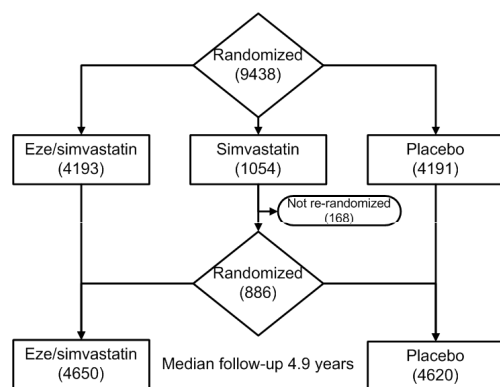 Randomized
(9438)
Eze/simvastatin
(4193)
Simvastatin
(1054)
Placebo
(4191)
Not re-randomized
(168)
Randomized
(886)
Eze/simvastatin
(4650)
Median follow-up 4.9 years
Placebo
(4620)